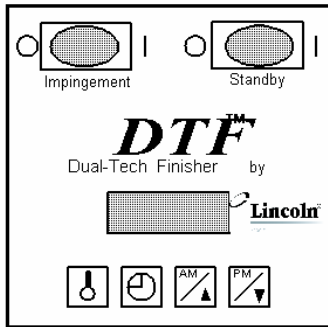 O I O I
Impingement Standby
DTF™
Dual-Tech Finisher by
Lincoln
AM PM